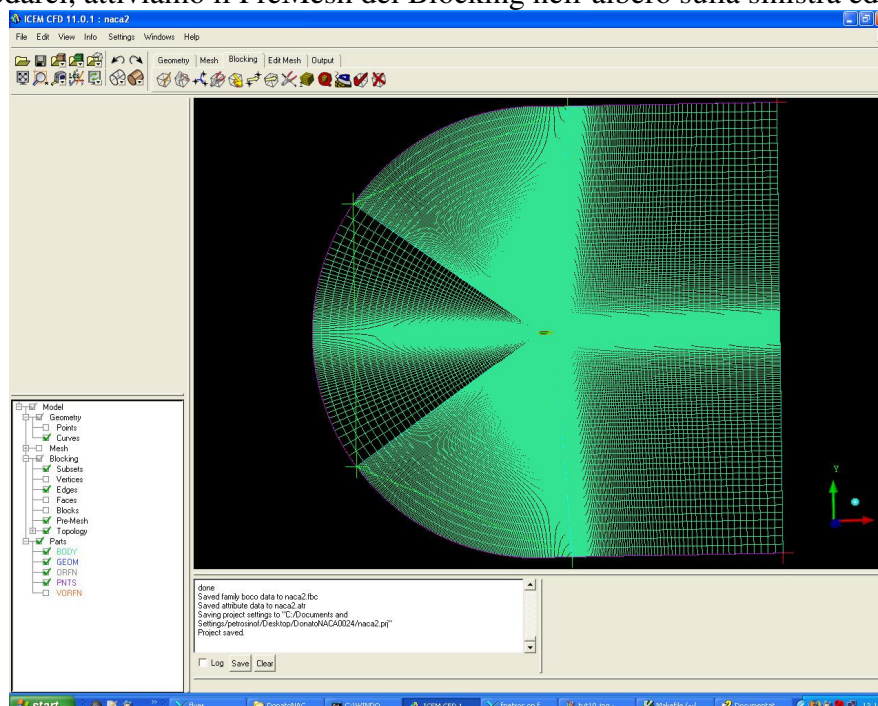 attiviamo il PreMesh del Blocking nell'albero sulla sinistra ed
ICEM CFD 11.0.1 : naca2
File Edit View Info Settings Windows Help
Geometry Mesh Blocking Edit Mesh Output
Y
Model
Geometry
Points
Curves
Mesh
Blocking
Subsets
Vertices
Edges
Faces
Blocks
Pre-Mesh
Topology
Parts
BODY
GEOM
ORFN
PNTS
VORFN
done
Saved family boco data to naca2.fbc
Saved attribute data to naca2.atr
Saving project settings to "C:/Documents and
Settings/petrosinof/Desktop/DonatoNACA0024/naca2.prj"
Project saved.
Log Save Clear
start